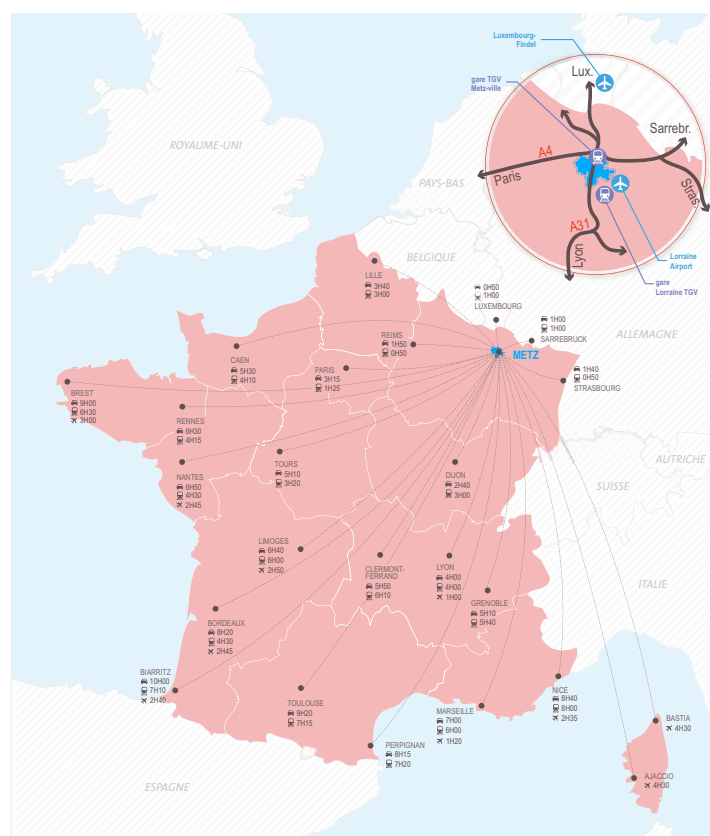 Luxembourg-
Findel
gare TGV
Metz-ville
Lux.
Sarrebr.
A4
Paris
Stras
A31
Lyon
Lorraine
Airport
gare
Lorraine TGV
ROYAUME-UNI
PAYS-BAS
BELGIQUE
ALLEMAGNE
AUTRICHE
SUISSE
ITALIE
ESPAGNE
LILLE
3H40
3H00
0H50
1H00
LUXEMBOURG
1H00
1H00
SARREBRUCK
REIMS
1H50
0H50
METZ
CAEN
5H30
4H10
PARIS
3H15
1H25
1H40
0H50
STRASBOURG
BREST
9H00
6H30
3H00
RENNES
6H30
4H15
NANTES
6H50
4H30
2H45
TOURS
5H10
3H20
DIJON
2H40
3H00
LIMOGES
6H40
6H00
2H50
CLERMONT-
FERRAND
5H50
6H10
LYON
4H00
4H00
1H00
GRENOBLE
5H10
5H40
BORDEAUX
8H20
4H30
2H45
BIARRITZ
10H00
7H10
2H40
TOULOUSE
9H20
7H15
MARSEILLE
7H00
6H00
1H20
NICE
8H40
8H00
2H35
PERPIGNAN
8H15
7H20
BASTIA
4H30
AJACCIO
4H30